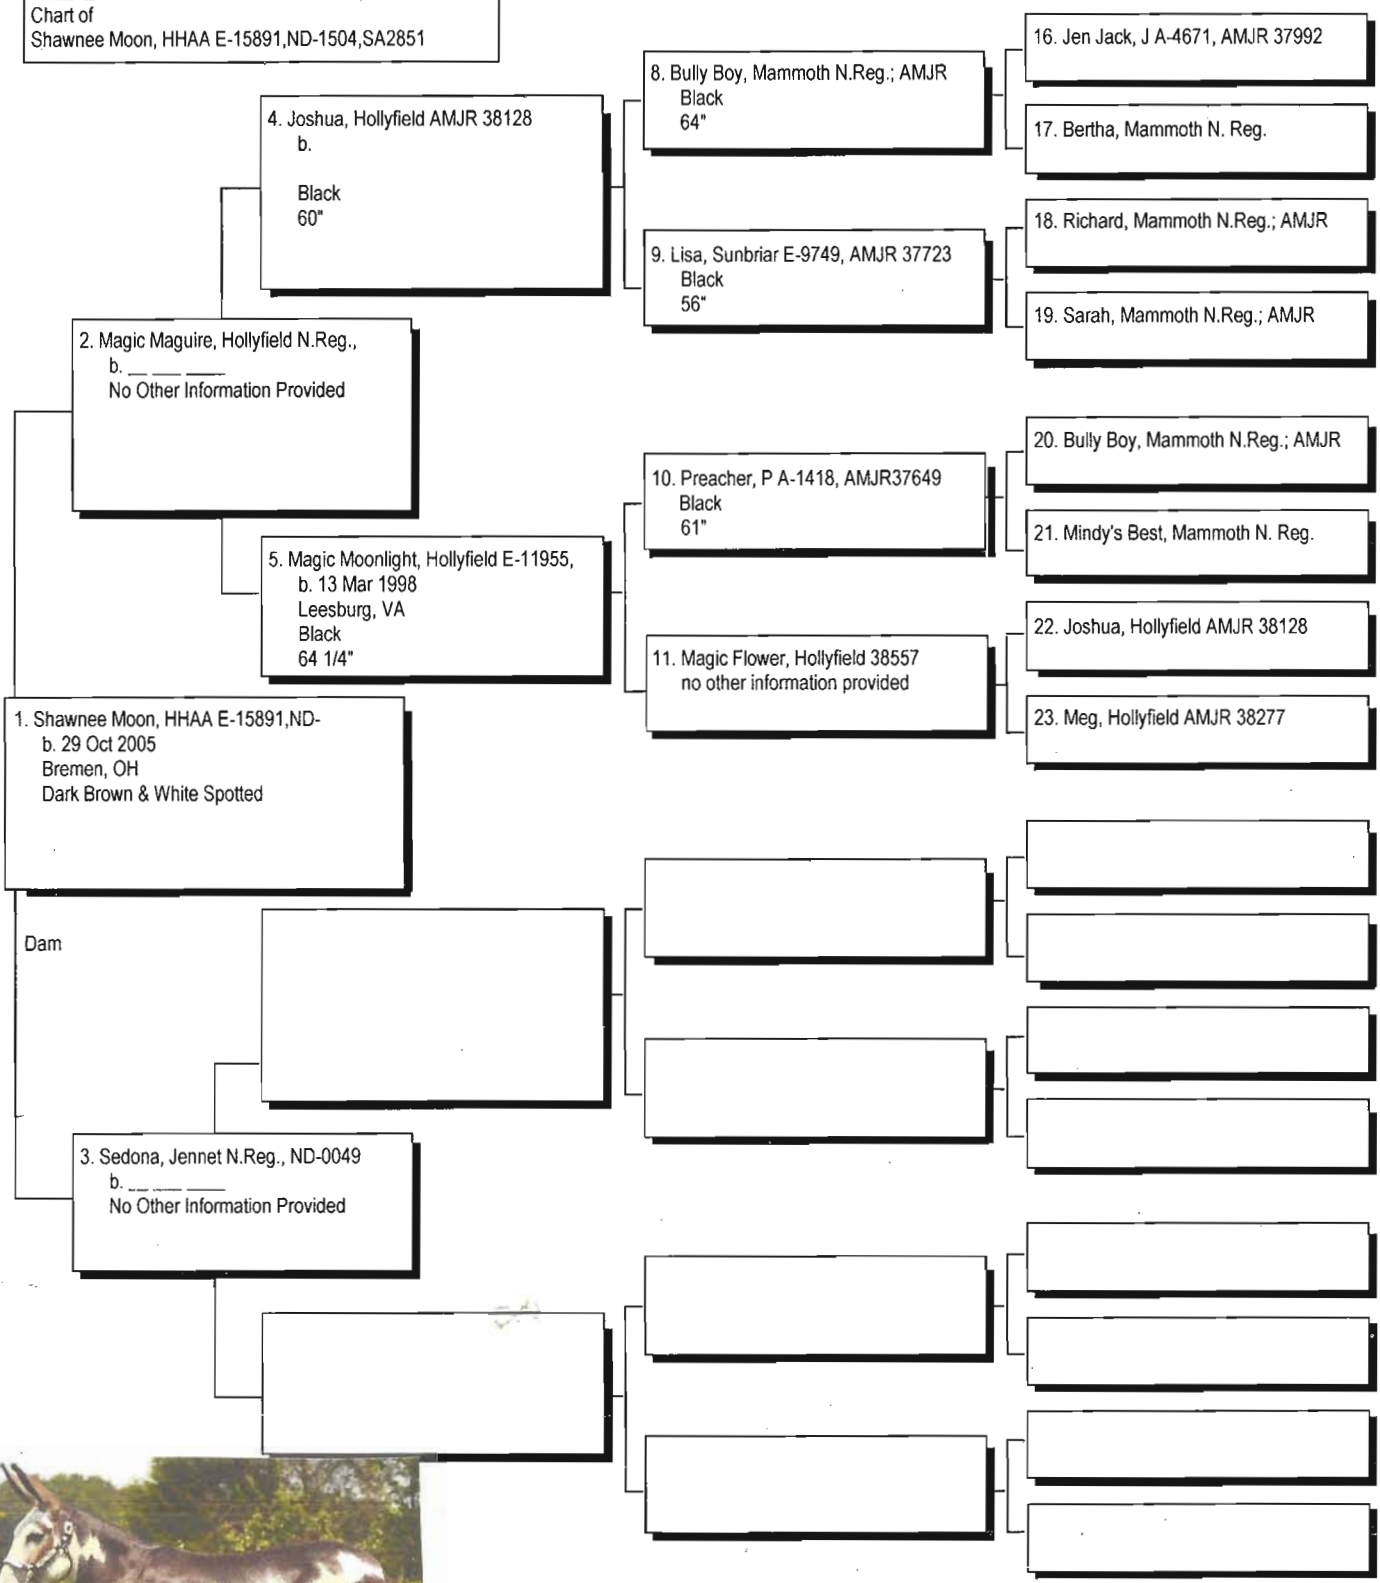 Chart of
Shawnee Moon, HHAA E-15891,ND-1504,SA2851
16. Jen Jack, J A-4671, AMJR 37992
8. Bully Boy, Mammoth N.Reg.; AMJR
Black
64"
17. Bertha, Mammoth N. Reg.
4. Joshua, Hollyfield AMJR 38128
b.
Black
60"
18. Richard, Mammoth N.Reg.; AMJR
9. Lisa, Sunbriar E-9749, AMJR 37723
Black
56"
19. Sarah, Mammoth N.Reg.; AMJR
2. Magic Maguire, Hollyfield N.Reg.,
b. __ ___ ____
No Other Information Provided
20. Bully Boy, Mammoth N.Reg.; AMJR
10. Preacher, P A-1418, AMJR37649
Black
61"
21. Mindy's Best, Mammoth N. Reg.
5. Magic Moonlight, Hollyfield E-11955,
b. 13 Mar 1998
Leesburg, VA
Black
64 1/4"
22. Joshua, Hollyfield AMJR 38128
11. Magic Flower, Hollyfield 38557
no other information provided
23. Meg, Hollyfield AMJR 38277
1. Shawnee Moon, HHAA E-15891,ND-
b. 29 Oct 2005
Bremen, OH
Dark Brown & White Spotted
Dam
3. Sedona, Jennet N.Reg., ND-0049
b. __ ___ ____
No Other Information Provided